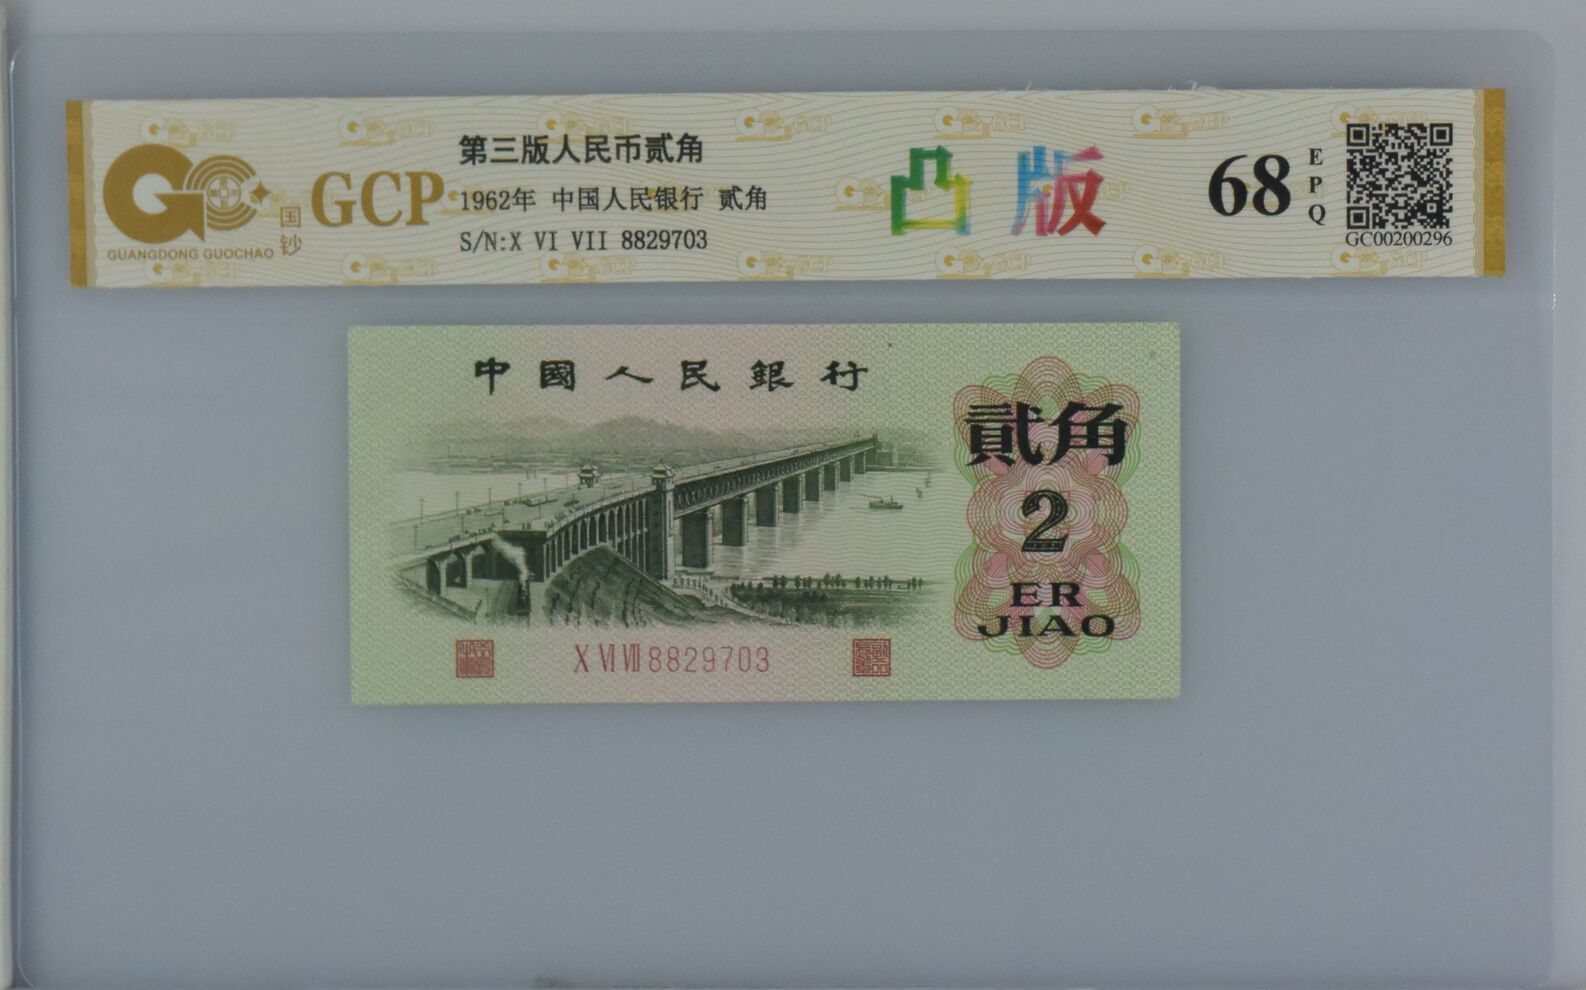 GUANGDONG GUOCHAO
国钞
GCP
第三版人民币贰角
1962年 中国人民银行 贰角
S/N:X VI VII 8829703
凸版
68
EPQ
GC00200296
中國人民銀行
貳角
2
ER
JIAO
X VI VII 8829703